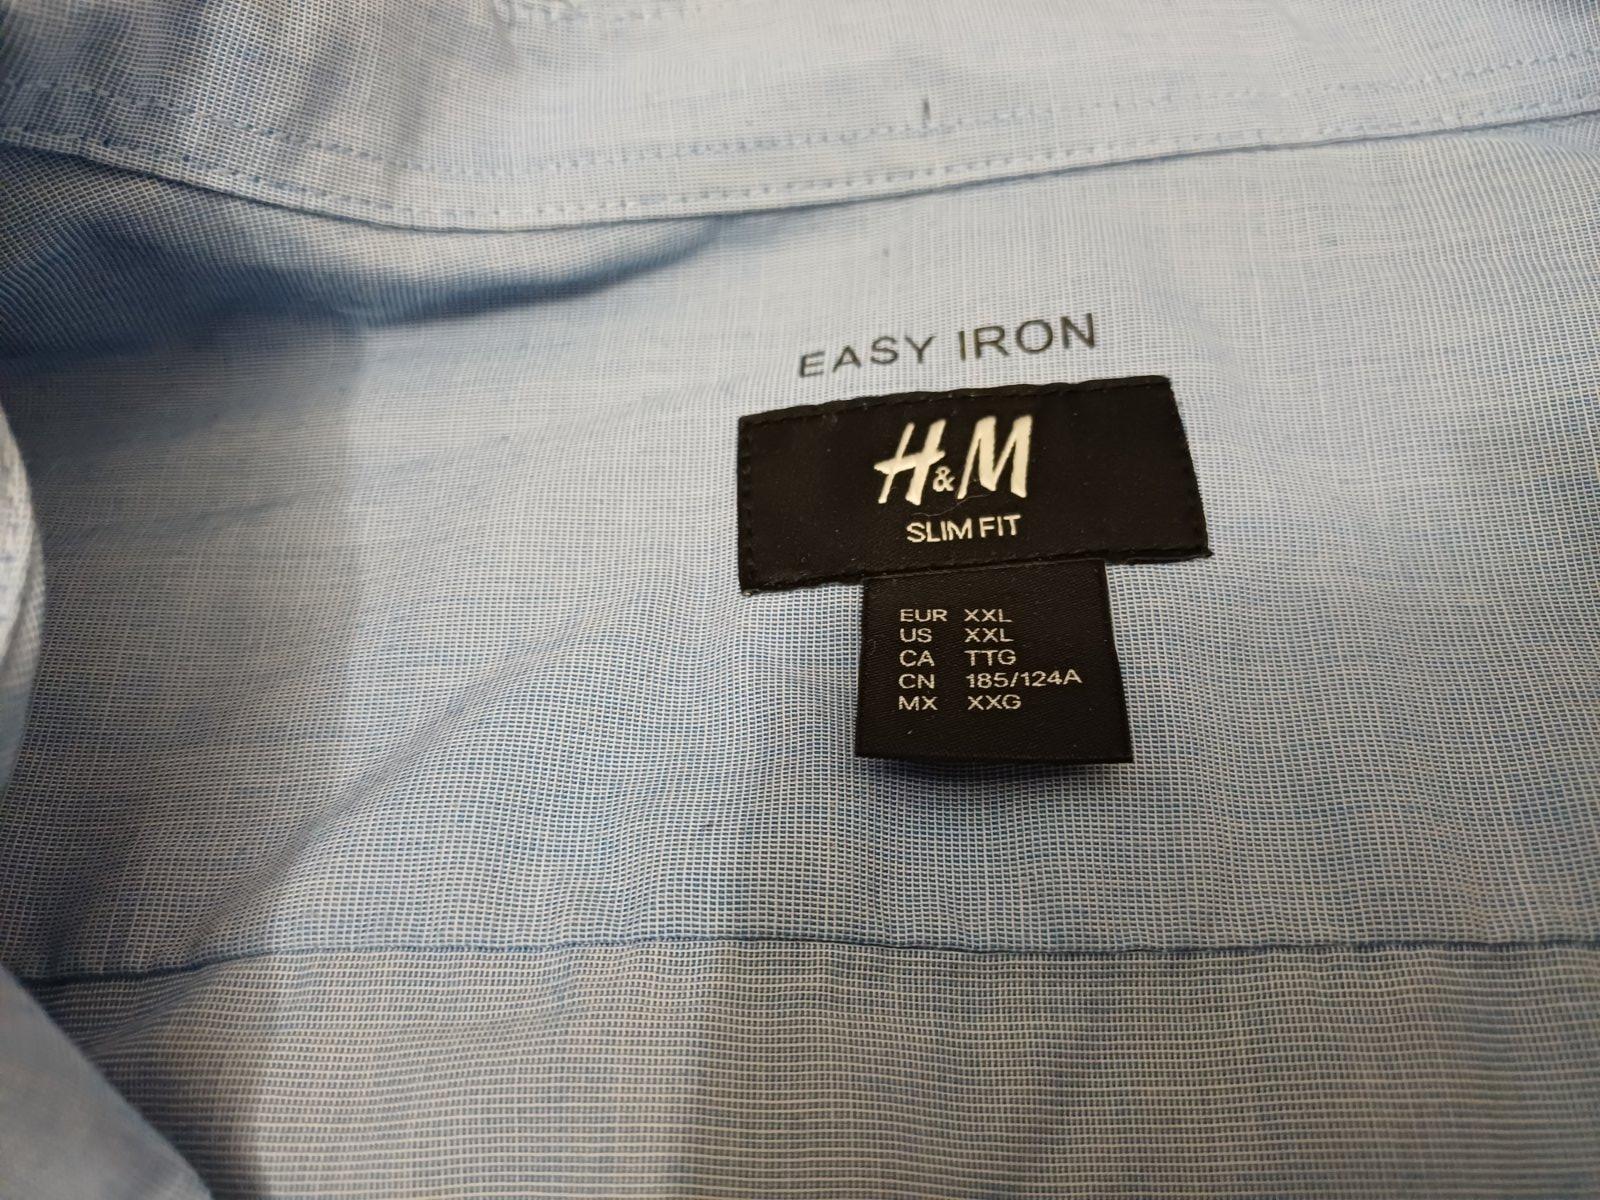 EASY IRON
H&M
SLIM FIT
EUR XXL
US XXL
CA TTG
CN 185/124A
MX XXG